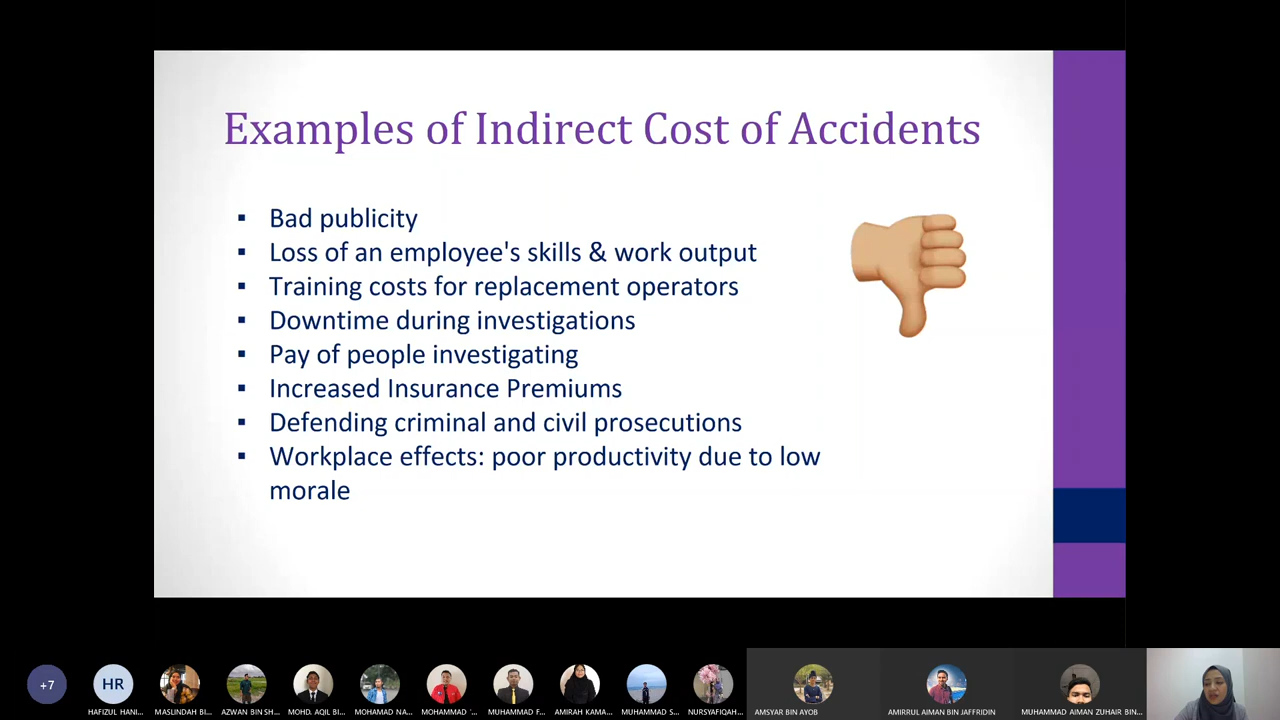 Examples of Indirect Cost of Accidents
▪ Bad publicity
▪ Loss of an employee's skills & work output
▪ Training costs for replacement operators
▪ Downtime during investigations
▪ Pay of people investigating
▪ Increased Insurance Premiums
▪ Defending criminal and civil prosecutions
▪ Workplace effects: poor productivity due to low
morale
+7
HR
HAFIZUL HANI...
MASLINDAH BI...
AZWAN BIN SH...
MOHD. AQIL BI...
MOHAMAD NA...
MOHAMMAD '...
MUHAMMAD F...
AMIRAH KAMA...
MUHAMMAD S...
NURSYAFIQAH...
AMSYAR BIN AYOB
AMIRRUL AIMAN BIN JAFFRIDIN
MUHAMMAD AIMAN ZUHAIR BIN...